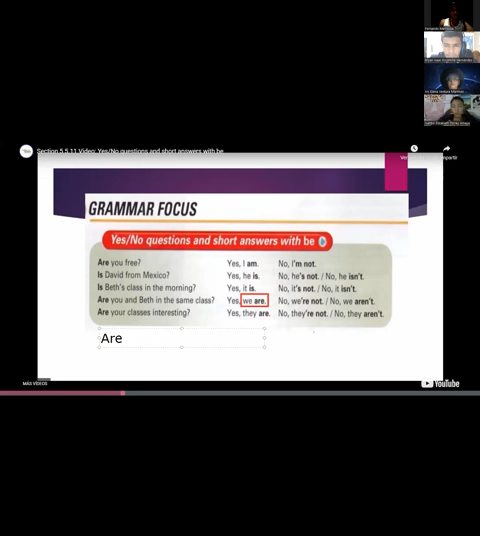 Section 5.5.11 Video: Yes/No questions and short answers with be
GRAMMAR FOCUS
Yes/No questions and short answers with be
Are you free? Yes, I am. No, I'm not.
Is David from Mexico? Yes, he is. No, he's not. / No, he isn't.
Is Beth's class in the morning? Yes, it is. No, it's not. / No, it isn't.
Are you and Beth in the same class? Yes, we are. No, we're not. / No, we aren't.
Are your classes interesting? Yes, they are. No, they're not. / No, they aren't.
Are
MÁS VÍDEOS
YouTube